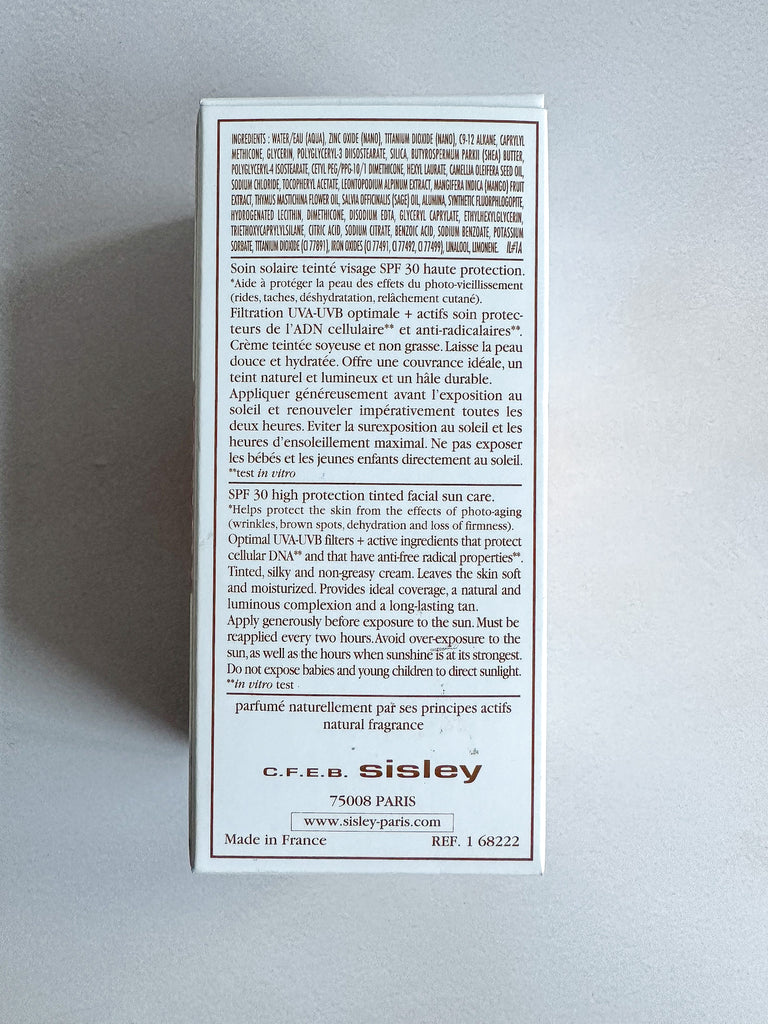 INGREDIENTS : WATER/EAU (AQUA), ZINC OXIDE (NANO), TITANIUM DIOXIDE (NANO), C9-12 ALKANE, CAPRYLYL
METHICONE, GLYCERIN, POLYGLYCERYL-3 DIISOSTEARATE, SILICA, BUTYROSPERMUM PARKII (SHEA) BUTTER,
POLYGLYCERYL-4 ISOSTEARATE, CETYL PEG/PPG-10/1 DIMETHICONE, HEXYL LAURATE, CAMELLIA OLEIFERA SEED OIL,
SODIUM CHLORIDE, TOCOPHERYL ACETATE, LEONTOPODIUM ALPINUM EXTRACT, MANGIFERA INDICA (MANGO) FRUIT
EXTRACT, THYMUS MASTICHINA FLOWER OIL, SALVIA OFFICINALIS (SAGE) OIL, ALUMINA, SYNTHETIC FLUORPHLOGOPITE,
HYDROGENATED LECITHIN, DIMETHICONE, DISODIUM EDTA, GLYCERYL CAPRYLATE, ETHYLHEXYLGLYCERIN,
TRIETHOXYCAPRYLYLSILANE, CITRIC ACID, SODIUM CITRATE, BENZOIC ACID, SODIUM BENZOATE, POTASSIUM
SORBATE, TITANIUM DIOXIDE (CI 77891), IRON OXIDES (CI 77491, CI 77492, CI 77499), LINALOOL, LIMONENE. IL#1A
Soin solaire teinté visage SPF 30 haute protection.
*Aide à protéger la peau des effets du photo-vieillissement
(rides, taches, déshydratation, relâchement cutané).
Filtration UVA-UVB optimale + actifs soin protec-
teurs de l'ADN cellulaire** et anti-radicalaires**.
Crème teintée soyeuse et non grasse. Laisse la peau
douce et hydratée. Offre une couvrance idéale, un
teint naturel et lumineux et un hâle durable.
Appliquer généreusement avant l'exposition au
soleil et renouveler impérativement toutes les
deux heures. Eviter la surexposition au soleil et les
heures d'ensoleillement maximal. Ne pas exposer
les bébés et les jeunes enfants directement au soleil.
**test in vitro
SPF 30 high protection tinted facial sun care.
*Helps protect the skin from the effects of photo-aging
(wrinkles, brown spots, dehydration and loss of firmness).
Optimal UVA-UVB filters + active ingredients that protect
cellular DNA** and that have anti-free radical properties**.
Tinted, silky and non-greasy cream. Leaves the skin soft
and moisturized. Provides ideal coverage, a natural and
luminous complexion and a long-lasting tan.
Apply generously before exposure to the sun. Must be
reapplied every two hours. Avoid over-exposure to the
sun, as well as the hours when sunshine is at its strongest.
Do not expose babies and young children to direct sunlight.
**in vitro test
parfumé naturellement par ses principes actifs
natural fragrance
C.F.E.B. sisley
75008 PARIS
www.sisley-paris.com
Made in France REF. 1 68222